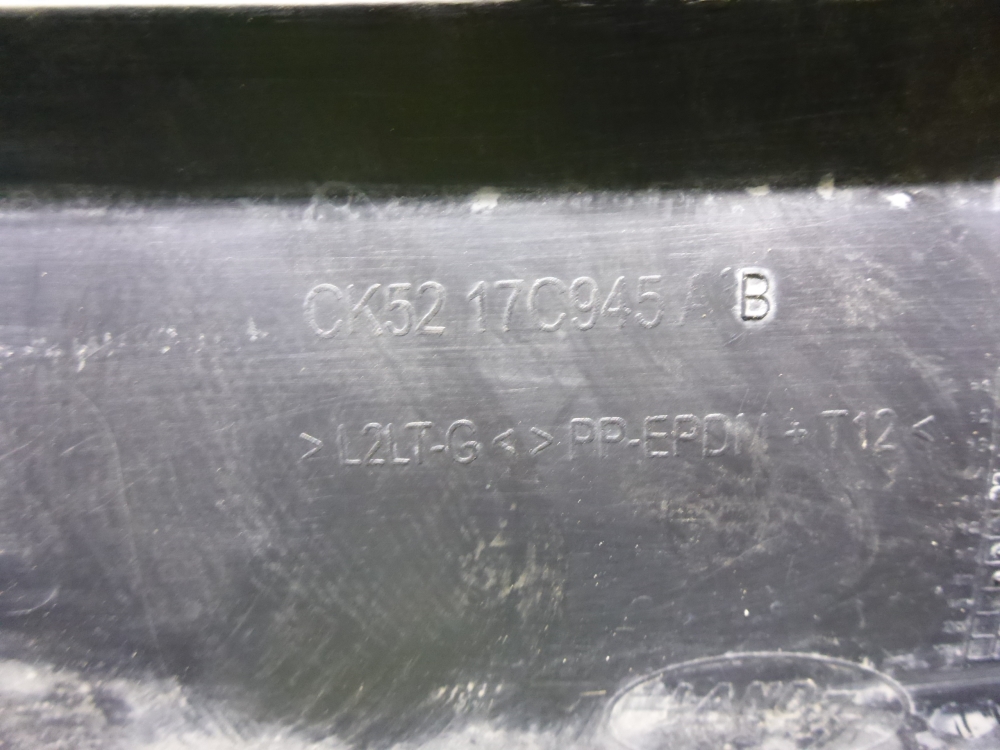 CK52 17C945 A B
>L2LT-G< >PP-EPDM + T12<